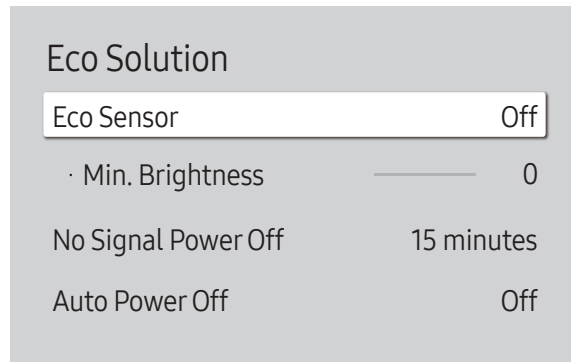 Eco Solution
Eco Sensor Off
· Min. Brightness 0
No Signal Power Off 15 minutes
Auto Power Off Off